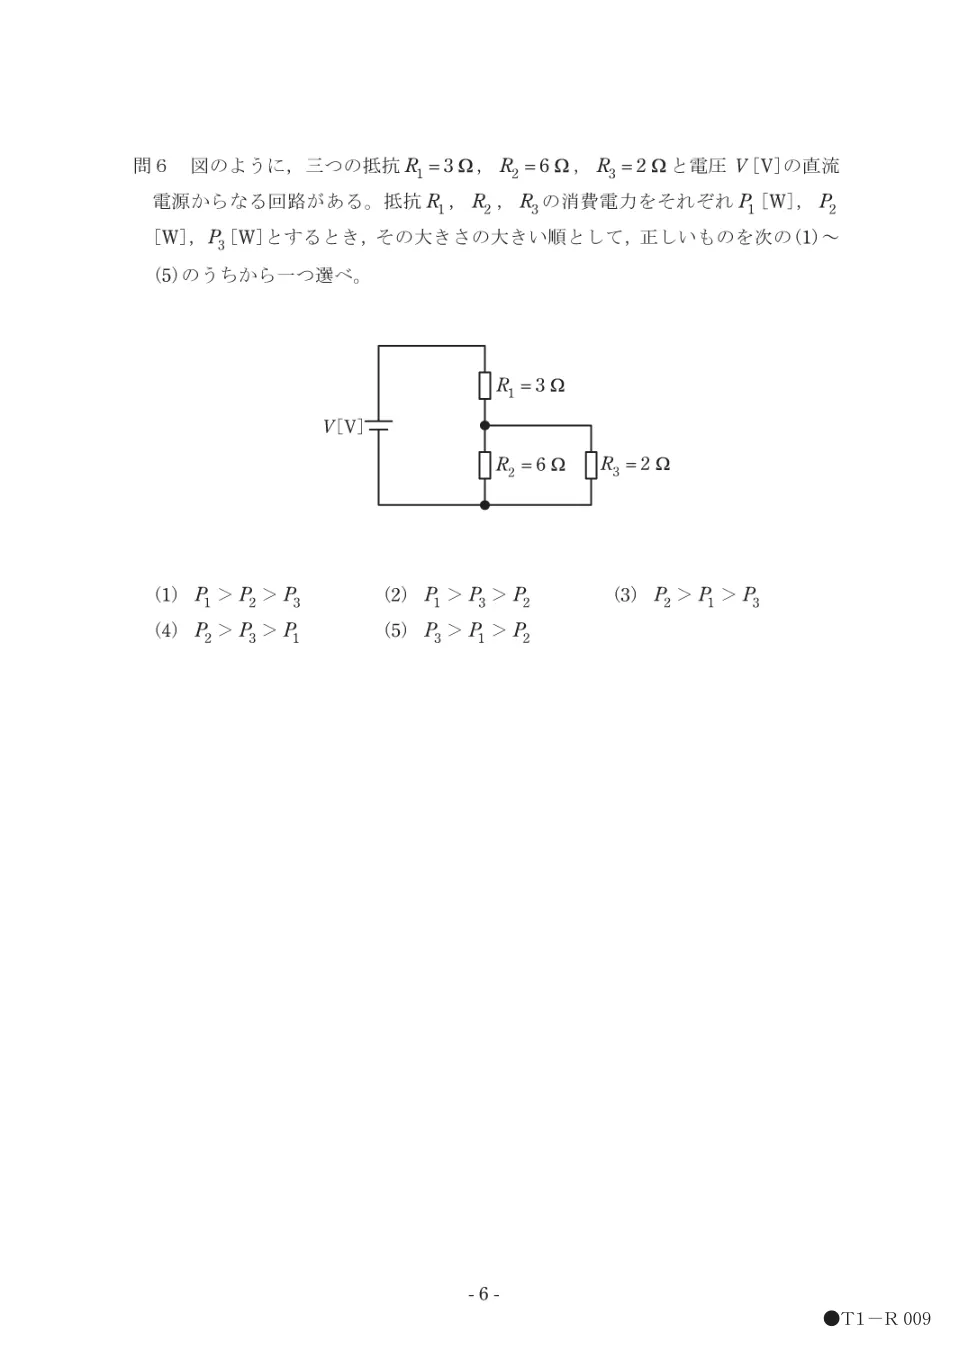 問6　図のように，三つの抵抗 R₁ = 3 Ω， R₂ = 6 Ω， R₃ = 2 Ω と電圧 V [V]の直流
電源からなる回路がある。抵抗 R₁， R₂， R₃ の消費電力をそれぞれ P₁ [W]， P₂
[W]， P₃ [W]とするとき，その大きさの大きい順として，正しいものを次の(1)～
(5)のうちから一つ選べ。
R₁ = 3 Ω
V[V]
R₂ = 6 Ω
R₃ = 2 Ω
(1) P₁ > P₂ > P₃ (2) P₁ > P₃ > P₂ (3) P₂ > P₁ > P₃
(4) P₂ > P₃ > P₁ (5) P₃ > P₁ > P₂
- 6 -
●T1－R 009